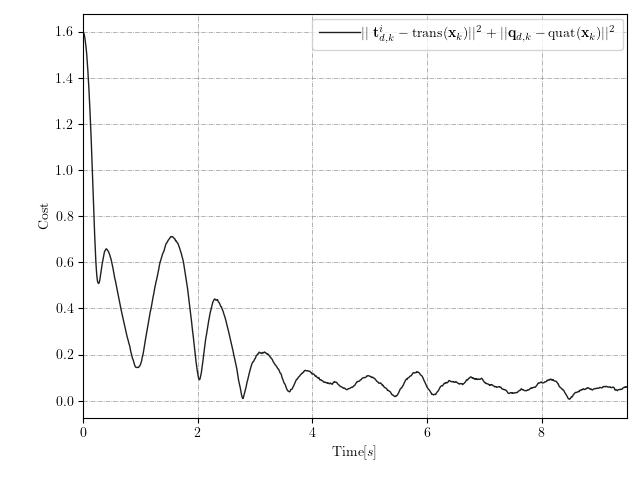 || t^i_{d,k} − trans(x_k)||^2 + ||q_{d,k} − quat(x_k)||^2
1.6
1.4
1.2
1.0
0.8
0.6
0.4
0.2
0.0
Cost
0 2 4 6 8
Time[s]